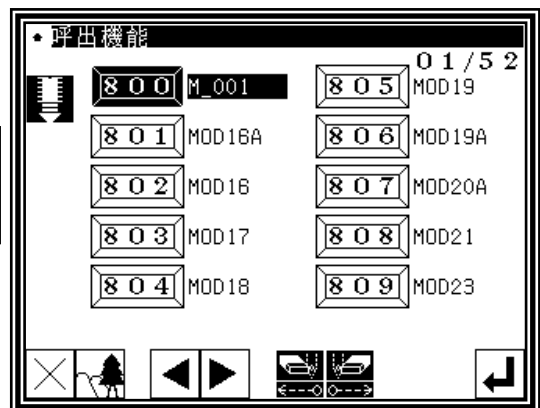 呼出機能
01/52
800 M_001
801 MOD16A
802 MOD16
803 MOD17
804 MOD18
805 MOD19
806 MOD19A
807 MOD20A
808 MOD21
809 MOD23